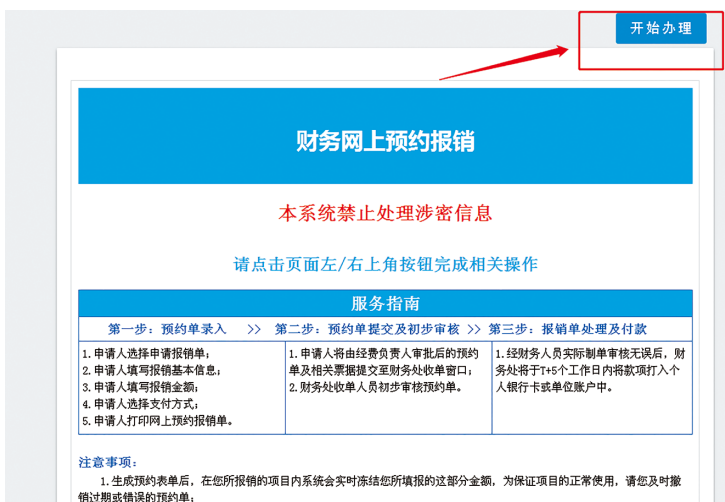 开始办理
财务网上预约报销
本系统禁止处理涉密信息
请点击页面左/右上角按钮完成相关操作
服务指南
第一步：预约单录入 >> 第二步：预约单提交及初步审核 >> 第三步：报销单处理及付款
1.申请人选择申请报销单；
2.申请人填写报销基本信息；
3.申请人填写报销金额；
4.申请人选择支付方式；
5.申请人打印网上预约报销单。
1.申请人将由经费负责人审批后的预约
单及相关票据提交至财务处收单窗口；
2.财务处收单人员初步审核预约单。
1.经财务人员实际制单审核无误后，财
务处将于T+5个工作日内将款项打入个
人银行卡或单位账户中。
注意事项：
1.生成预约表单后，在您所报销的项目内系统会实时冻结您所填报的这部分金额，为保证项目的正常使用，请您及时撤
销过期或错误的预约单；